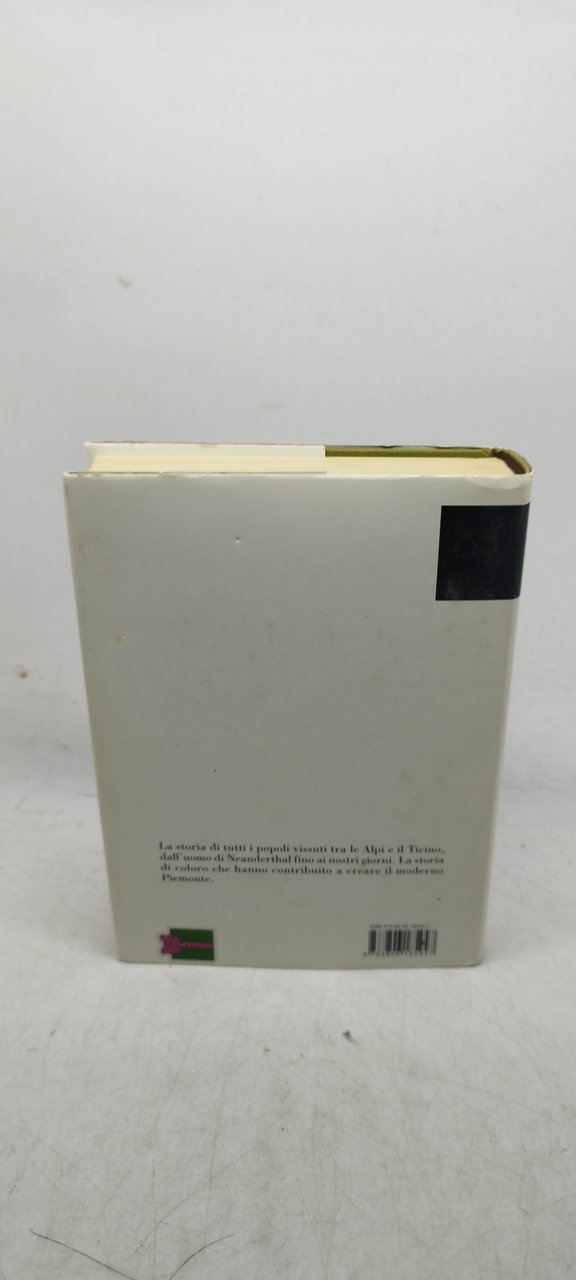 La storia di tutti i popoli vissuti tra le Alpi e il Ticino,
dall'uomo di Neanderthal fino ai nostri giorni. La storia
di coloro che hanno contribuito a creare il moderno
Piemonte.
ISBN